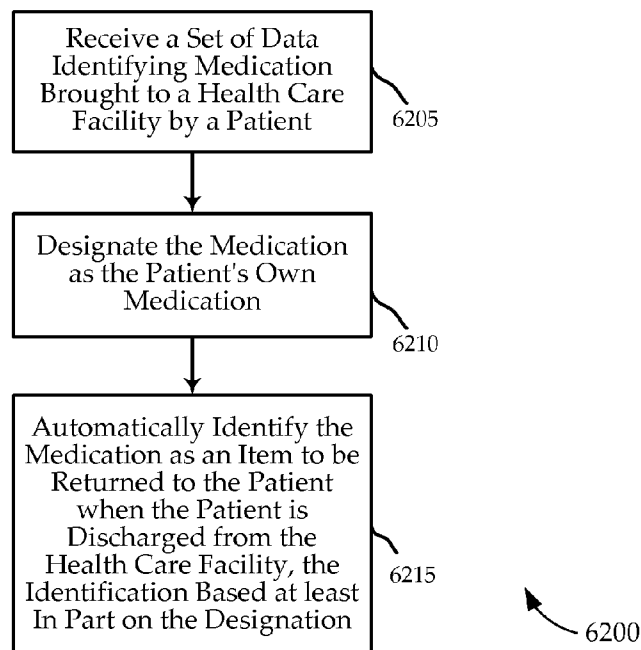 Receive a Set of Data
Identifying Medication
Brought to a Health Care
Facility by a Patient
6205
Designate the Medication
as the Patient's Own
Medication
6210
Automatically Identify the
Medication as an Item to be
Returned to the Patient
when the Patient is
Discharged from the
Health Care Facility, the
Identification Based at least
In Part on the Designation
6215
6200